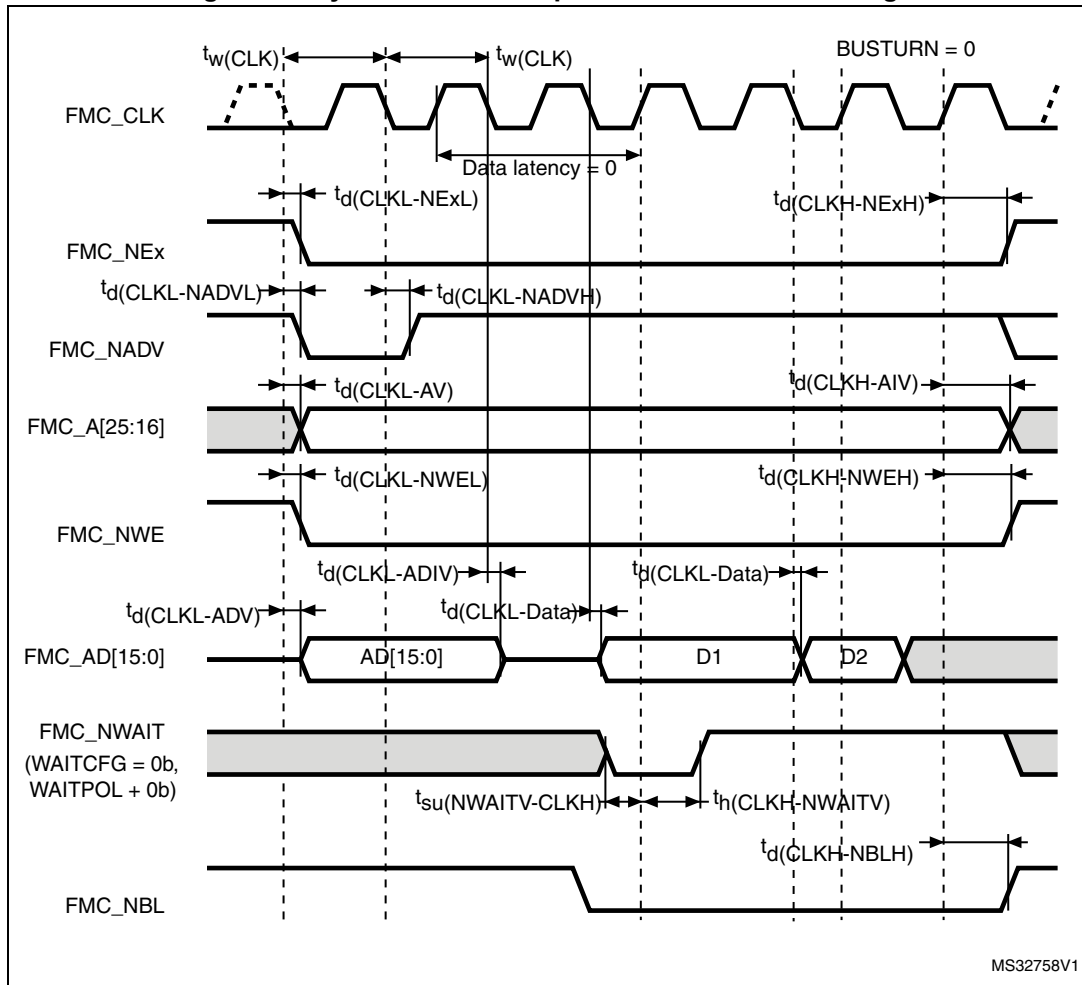 BUSTURN = 0
tw(CLK)
tw(CLK)
FMC_CLK
Data latency = 0
td(CLKL-NExL)
td(CLKH-NExH)
FMC_NEx
td(CLKL-NADVL)
td(CLKL-NADVH)
FMC_NADV
td(CLKL-AV)
td(CLKH-AIV)
FMC_A[25:16]
td(CLKL-NWEL)
td(CLKH-NWEH)
FMC_NWE
td(CLKL-ADIV)
td(CLKL-Data)
td(CLKL-ADV)
td(CLKL-Data)
FMC_AD[15:0]
AD[15:0]
D1
D2
FMC_NWAIT
(WAITCFG = 0b,
WAITPOL + 0b)
tsu(NWAITV-CLKH)
th(CLKH-NWAITV)
td(CLKH-NBLH)
FMC_NBL
MS32758V1